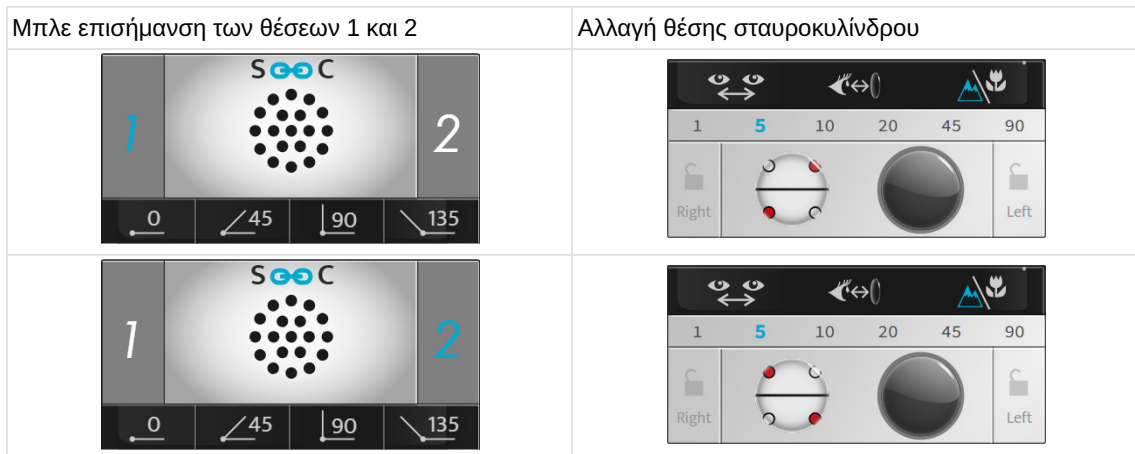 Μπλε επισήμανση των θέσεων 1 και 2
Αλλαγή θέσης σταυροκυλίνδρου
S C
1 2
0 45 90 135
1 5 10 20 45 90
Right Left
S C
1 2
0 45 90 135
1 5 10 20 45 90
Right Left